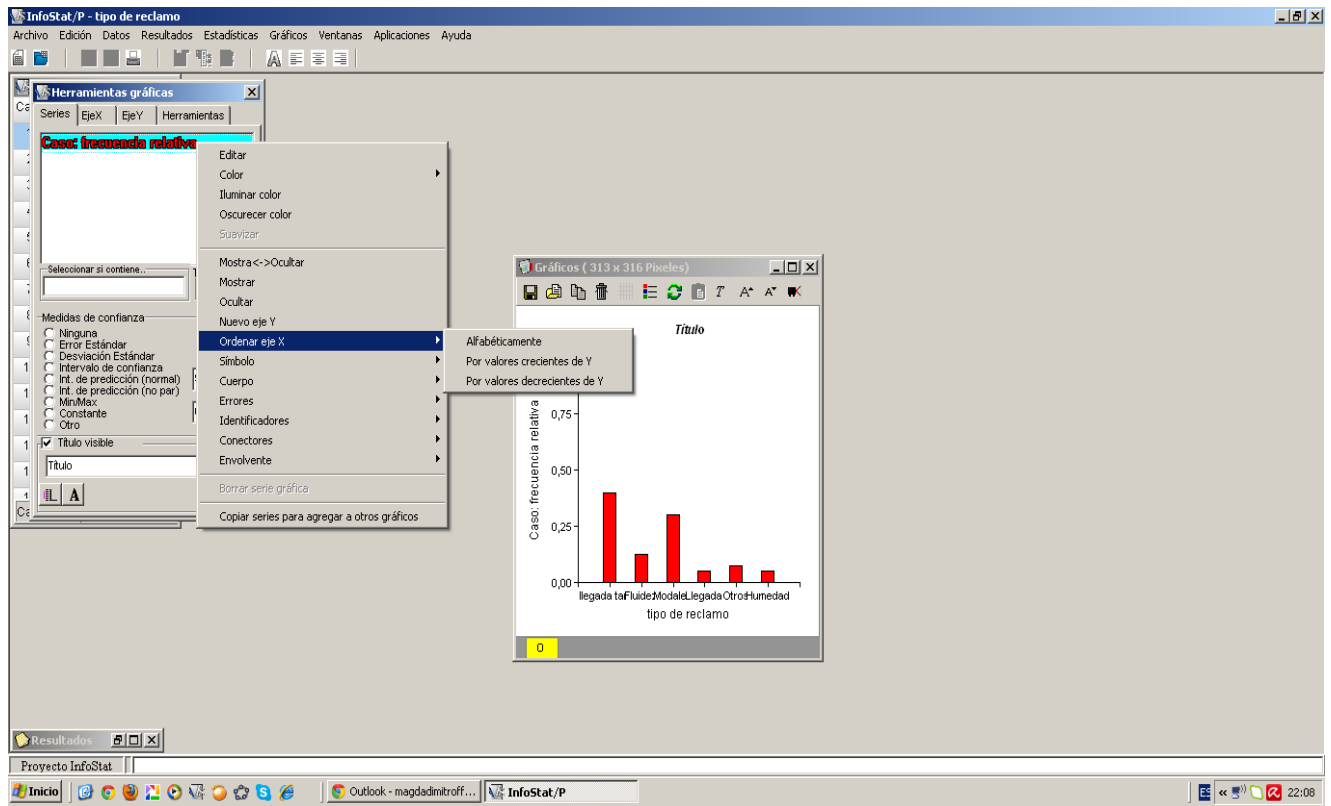 InfoStat/P - tipo de reclamo
Archivo Edición Datos Resultados Estadísticas Gráficos Ventanas Aplicaciones Ayuda
Herramientas gráficas
Series EjeX EjeY Herramientas
Caso: frecuencia relativa
Seleccionar si contiene..
Medidas de confianza
Ninguna
Error Estándar
Desviación Estándar
Intervalo de confianza
Int. de predicción (normal)
Int. de predicción (no par)
Min/Max
Constante
Otro
Título visible
Título
Editar
Color
Iluminar color
Oscurecer color
Suavizar
Mostra<->Ocultar
Mostrar
Ocultar
Nuevo eje Y
Ordenar eje X
Símbolo
Cuerpo
Errores
Identificadores
Conectores
Envolvente
Borrar serie gráfica
Copiar series para agregar a otros gráficos
Alfabéticamente
Por valores crecientes de Y
Por valores decrecientes de Y
Gráficos ( 313 x 316 Pixeles)
Título
Caso: frecuencia relativa
0,75
0,50
0,25
0,00
llegada tar Fluidez Modale Llegada Otros Humedad
tipo de reclamo
0
Resultados
Proyecto InfoStat
Inicio
Outlook - magdadimitroff...
InfoStat/P
ES
22:08